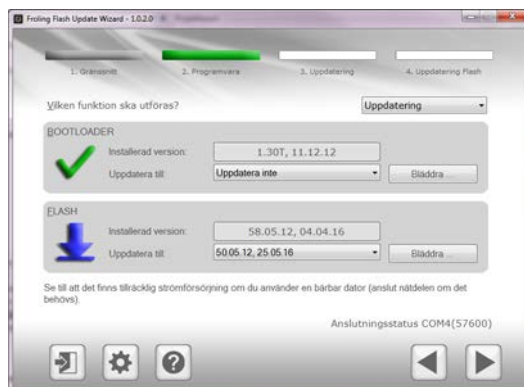 Froling Flash Update Wizard - 1.0.2.0
1. Gränssnitt
2. Programvara
3. Uppdatering
4. Uppdatering Flash
Vilken funktion ska utföras?
Uppdatering
BOOTLOADER
Installerad version:
1.30T, 11.12.12
Uppdatera till:
Uppdatera inte
Bläddra ...
FLASH
Installerad version:
58.05.12, 04.04.16
Uppdatera till:
50.05.12, 25.05.16
Bläddra ...
Se till att det finns tillräcklig strömförsörjning om du använder en bärbar dator (anslut nätdelen om det
behövs).
Anslutningsstatus COM4(57600)